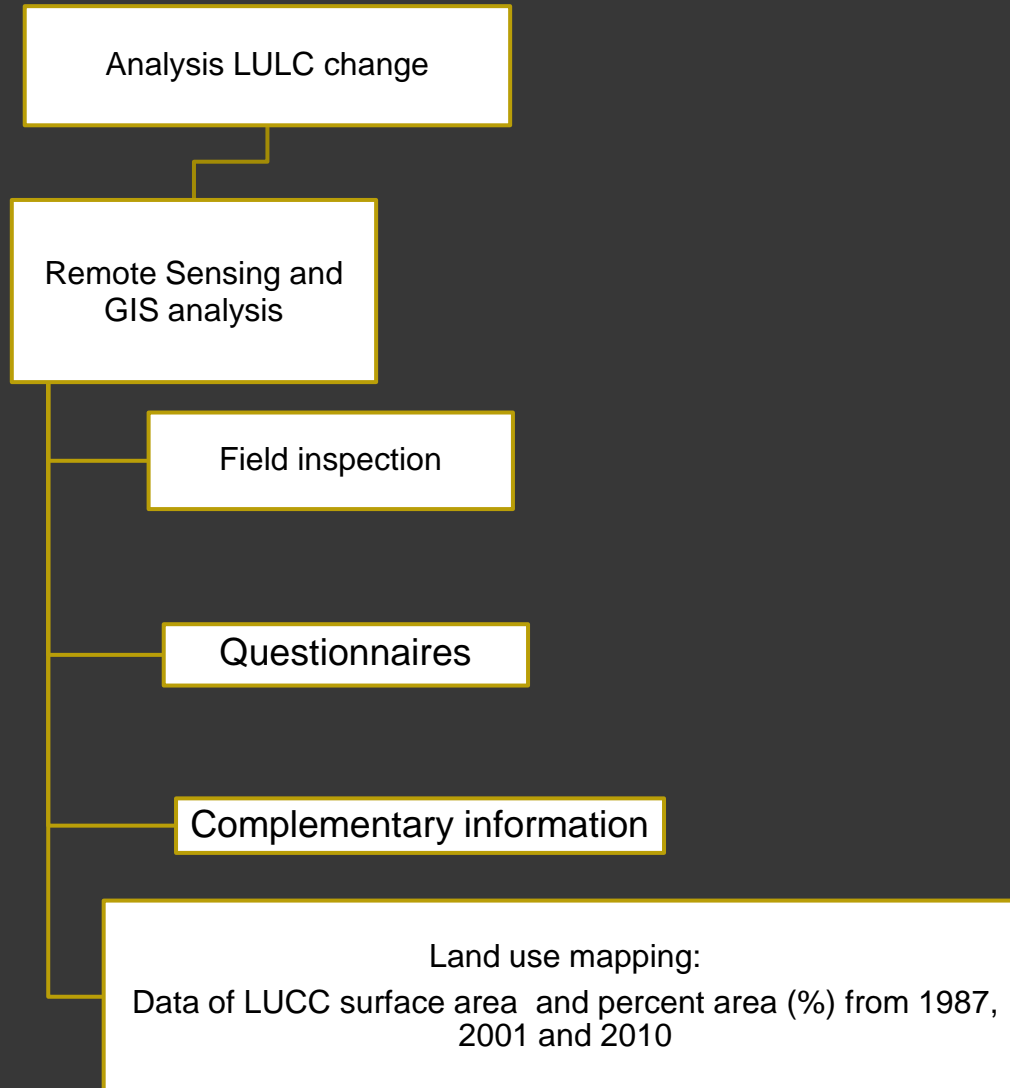 Analysis LULC change
Remote Sensing and
GIS analysis
Field inspection
Questionnaires
Complementary information
Land use mapping:
Data of LUCC surface area  and percent area (%) from 1987,
2001 and 2010